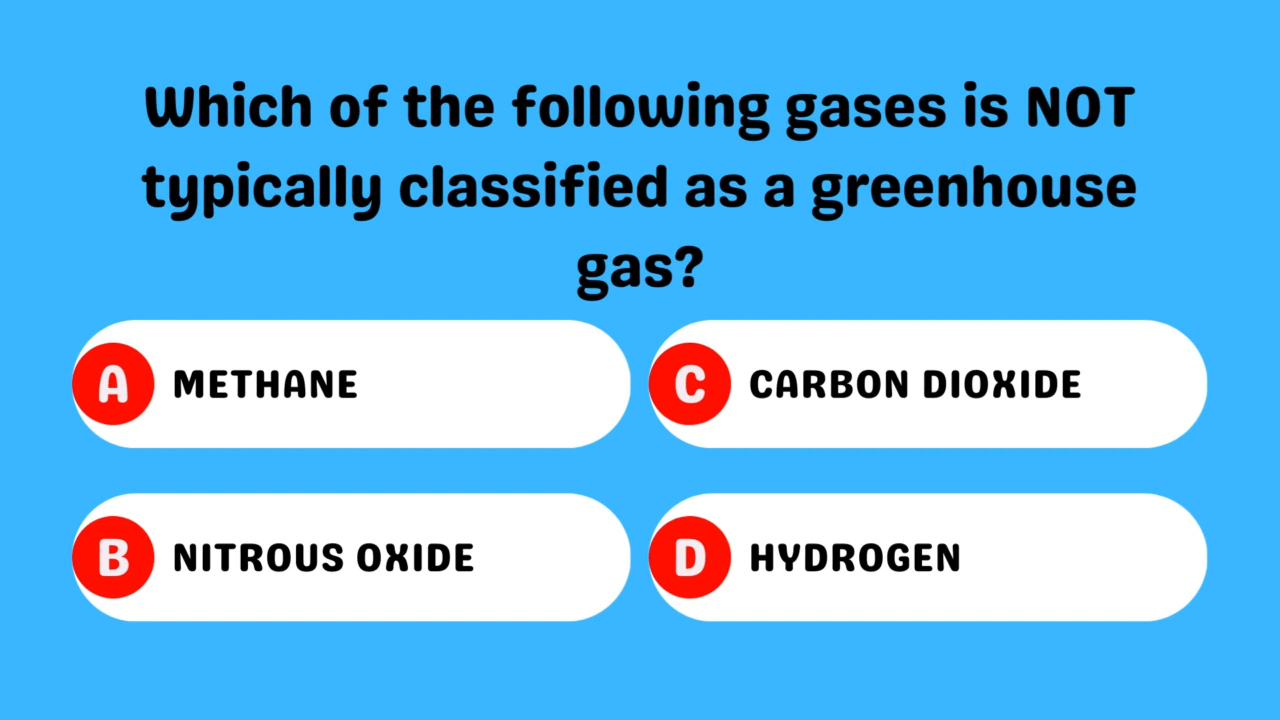 Which of the following gases is NOT
typically classified as a greenhouse
gas?
A METHANE
C CARBON DIOXIDE
B NITROUS OXIDE
D HYDROGEN